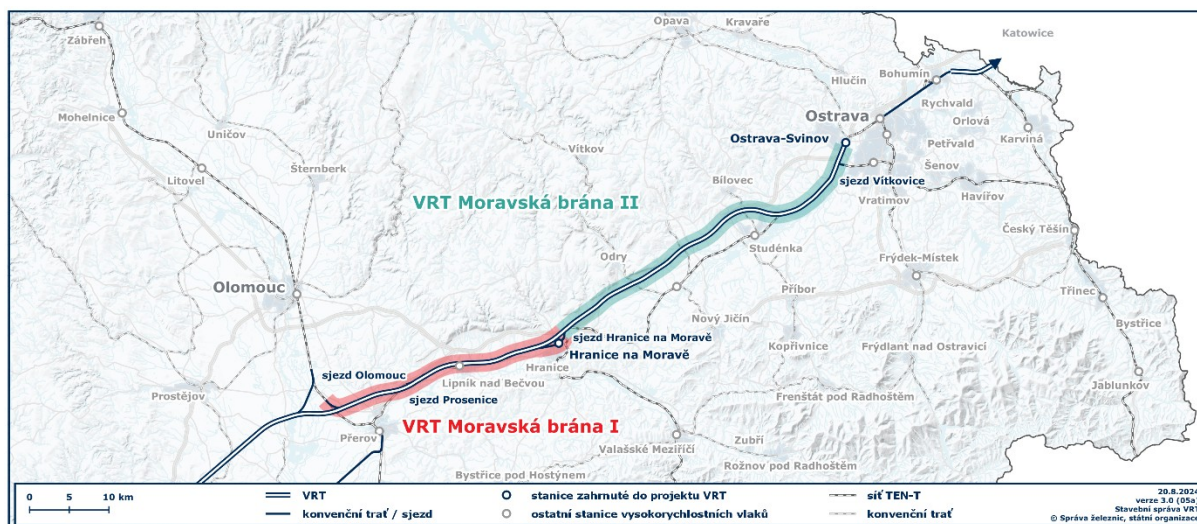 Zábřeh
Opava
Kravaře
Katowice
Hlučín
Bohumín
Mohelnice
Uničov
Rychvald
Ostrava
Orlová
Ostrava-Svinov
Petřvald
Karviná
Litovel
Šternberk
Vítkov
Šenov
Bílovec
sjezd Vítkovice
Havířov
VRT Moravská brána II
Vratimov
Český Těšín
Studénka
Odry
Frýdek-Místek
Olomouc
Příbor
Třinec
Nový Jičín
Bystřice
sjezd Hranice na Moravě
Kopřivnice
Frýdlant nad Ostravicí
Hranice na Moravě
Hranice
sjezd Olomouc
Lipník nad Bečvou
Jablunkov
Prostějov
sjezd Prosenice
Frenštát pod Radhoštěm
VRT Moravská brána I
Přerov
Zubří
Valašské Meziříčí
Rožnov pod Radhoštěm
Bystřice pod Hostýnem
0 5 10 km
VRT
konvenční trať / sjezd
stanice zahrnuté do projektu VRT
ostatní stanice vysokorychlostních vlaků
síť TEN-T
konvenční trať
20.8.2024
verze 3.0 (05a)
Stavební správa VRT
© Správa železnic, státní organizace